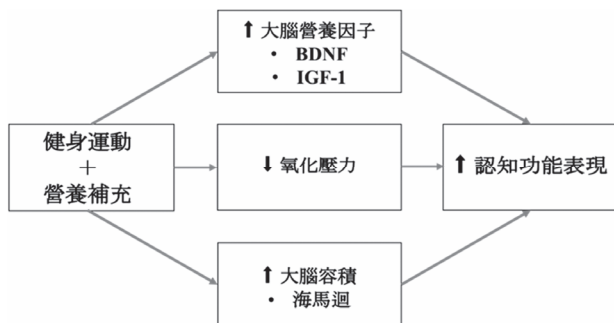 ⬆ 大腦營養因子
• BDNF
• IGF-1
健身運動
+
營養補充
⬇ 氧化壓力
⬆ 認知功能表現
⬆ 大腦容積
• 海馬迴